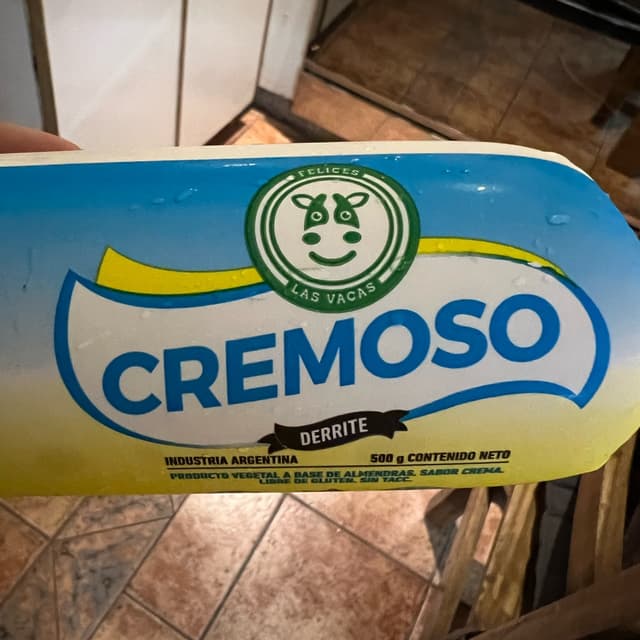 FELICES
LAS VACAS
CREMOSO
DERRITE
INDUSTRIA ARGENTINA 500 g CONTENIDO NETO
PRODUCTO VEGETAL A BASE DE ALMENDRAS. SABOR CREMA.
LIBRE DE GLUTEN. SIN TACC.